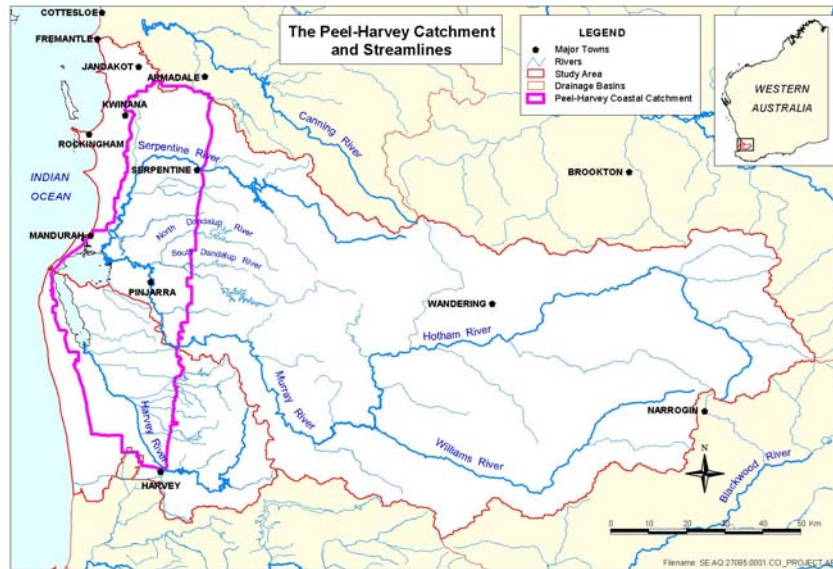 COTTESLOE
FREMANTLE
JANDAKOT
ARMADALE
KWINANA
ROCKINGHAM
The Peel-Harvey Catchment
and Streamlines
LEGEND
Major Towns
Rivers
Study Area
Drainage Basins
Peel-Harvey Coastal Catchment
WESTERN
AUSTRALIA
Canning River
Serpentine River
SERPENTINE
BROOKTON
INDIAN
OCEAN
MANDURAH
North Dandalup River
South Dandalup River
PINJARRA
WANDERING
Hotham River
Murray River
Harvey River
Williams River
NARROGIN
N
Blackwood River
HARVEY
0 10 20 30 40 50 Km